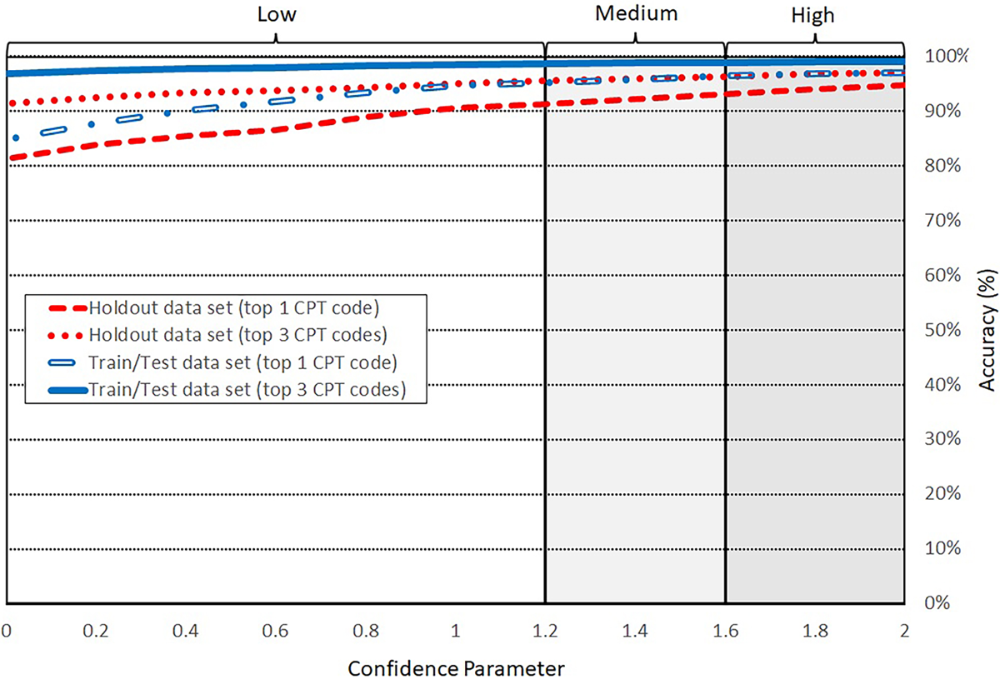 Low
Medium
High
100%
90%
80%
70%
60%
50%
40%
30%
20%
10%
0%
Accuracy (%)
Holdout data set (top 1 CPT code)
Holdout data set (top 3 CPT codes)
Train/Test data set (top 1 CPT code)
Train/Test data set (top 3 CPT codes)
0 0.2 0.4 0.6 0.8 1 1.2 1.4 1.6 1.8 2
Confidence Parameter